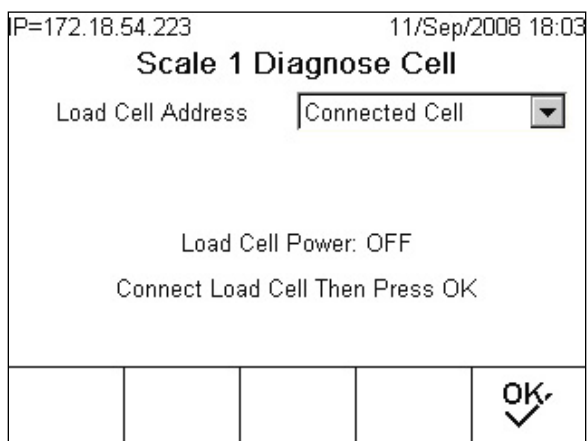 IP=172.18.54.223 11/Sep/2008 18:03
Scale 1 Diagnose Cell
Load Cell Address Connected Cell
Load Cell Power: OFF
Connect Load Cell Then Press OK
OK